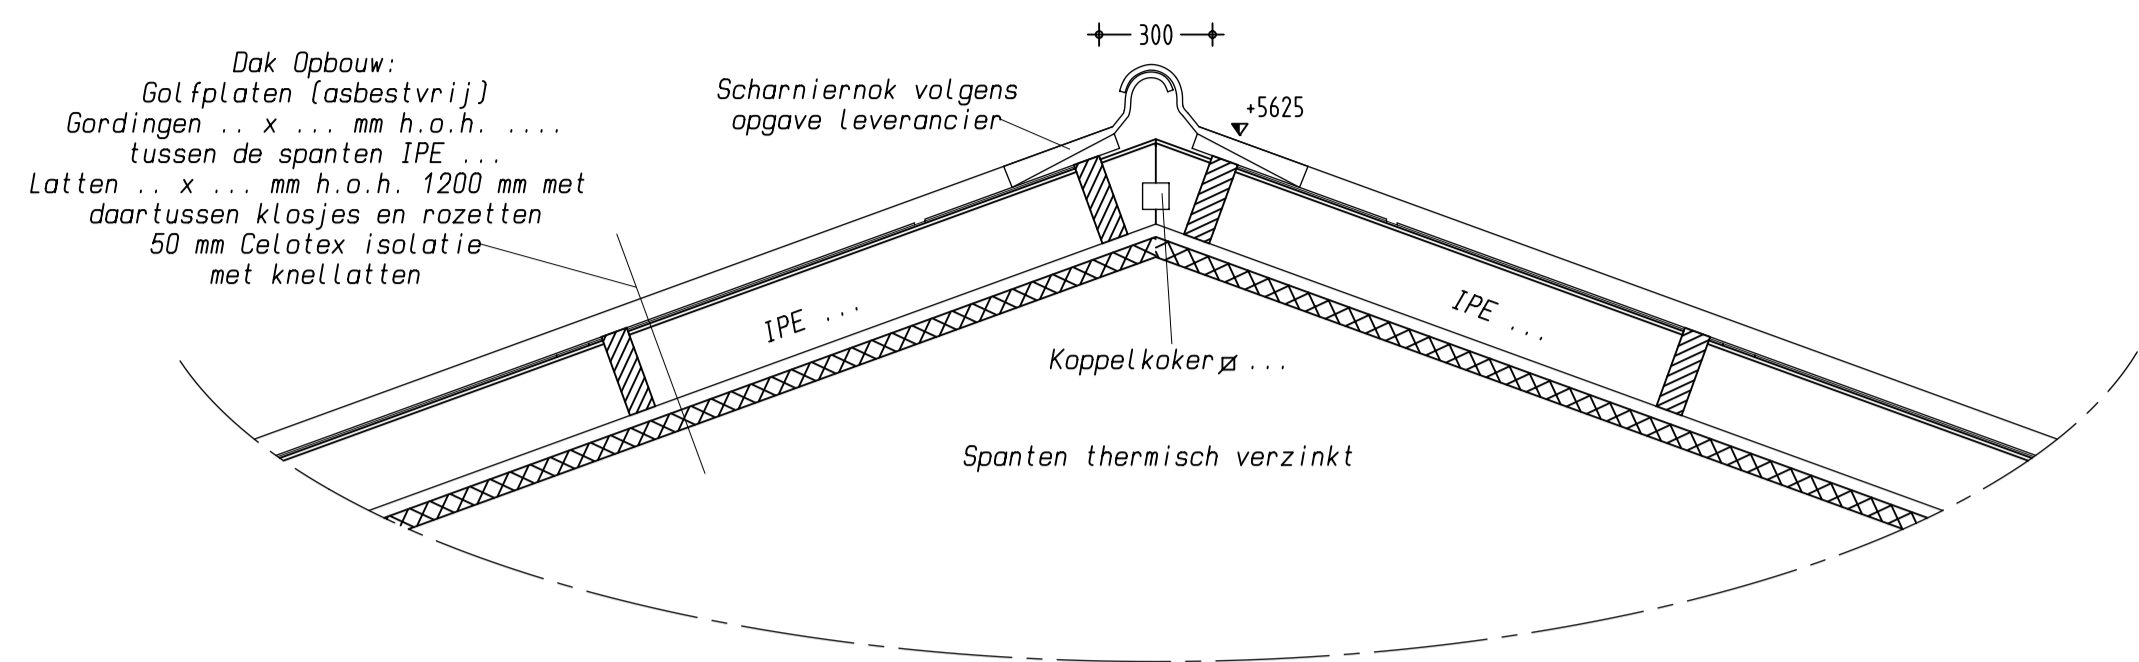 Dak Opbouw:
Golfplaten (asbestvrij)
Gordingen .. x ... mm h.o.h. ....
tussen de spanten IPE ...
Latten .. x ... mm h.o.h. 1200 mm met
daartussen klosjes en rozetten
50 mm Celotex isolatie
met knellatten
300
Scharniernok volgens
opgave leverancier
+5625
IPE ...
IPE ...
Koppelkoker ...
Spanten thermisch verzinkt